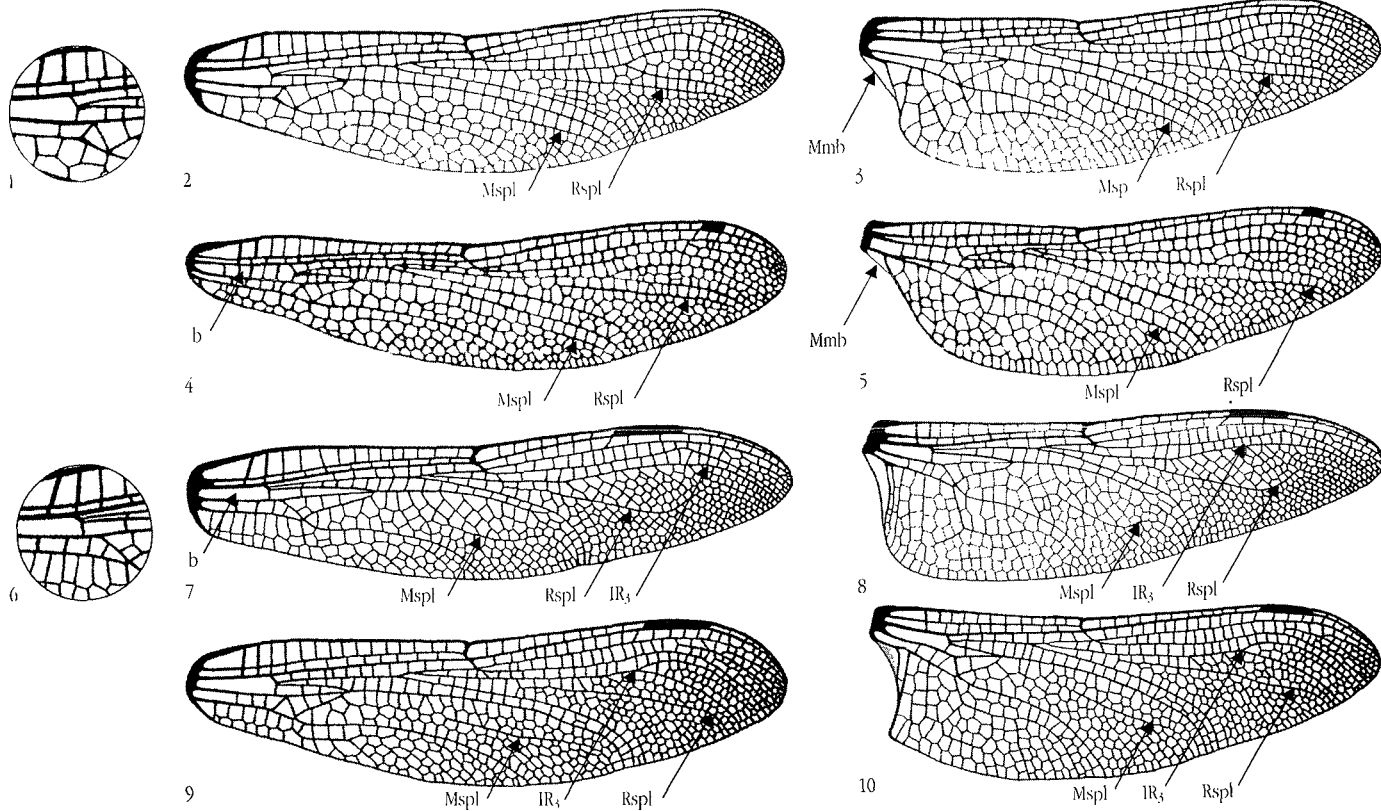 1
2
Mspl Rspl
Mmb
3
Msp Rspl
b
4
Mspl Rspl
Mmb
5
Mspl
Rspl
6
b
7
Mspl Rspl IR₃
8
Mspl IR₃ Rspl
9
Mspl IR₃ Rspl
10
Mspl IR₃ Rspl